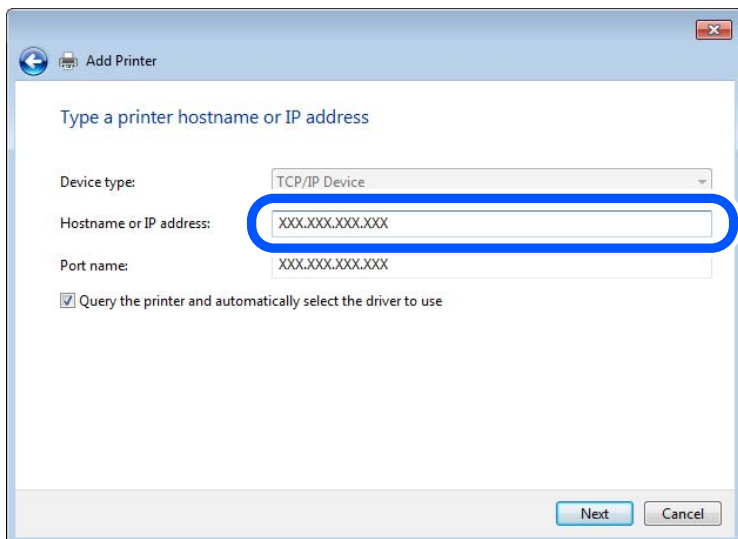 Add Printer
Type a printer hostname or IP address
Device type: TCP/IP Device
Hostname or IP address: XXX.XXX.XXX.XXX
Port name: XXX.XXX.XXX.XXX
Query the printer and automatically select the driver to use
Next Cancel